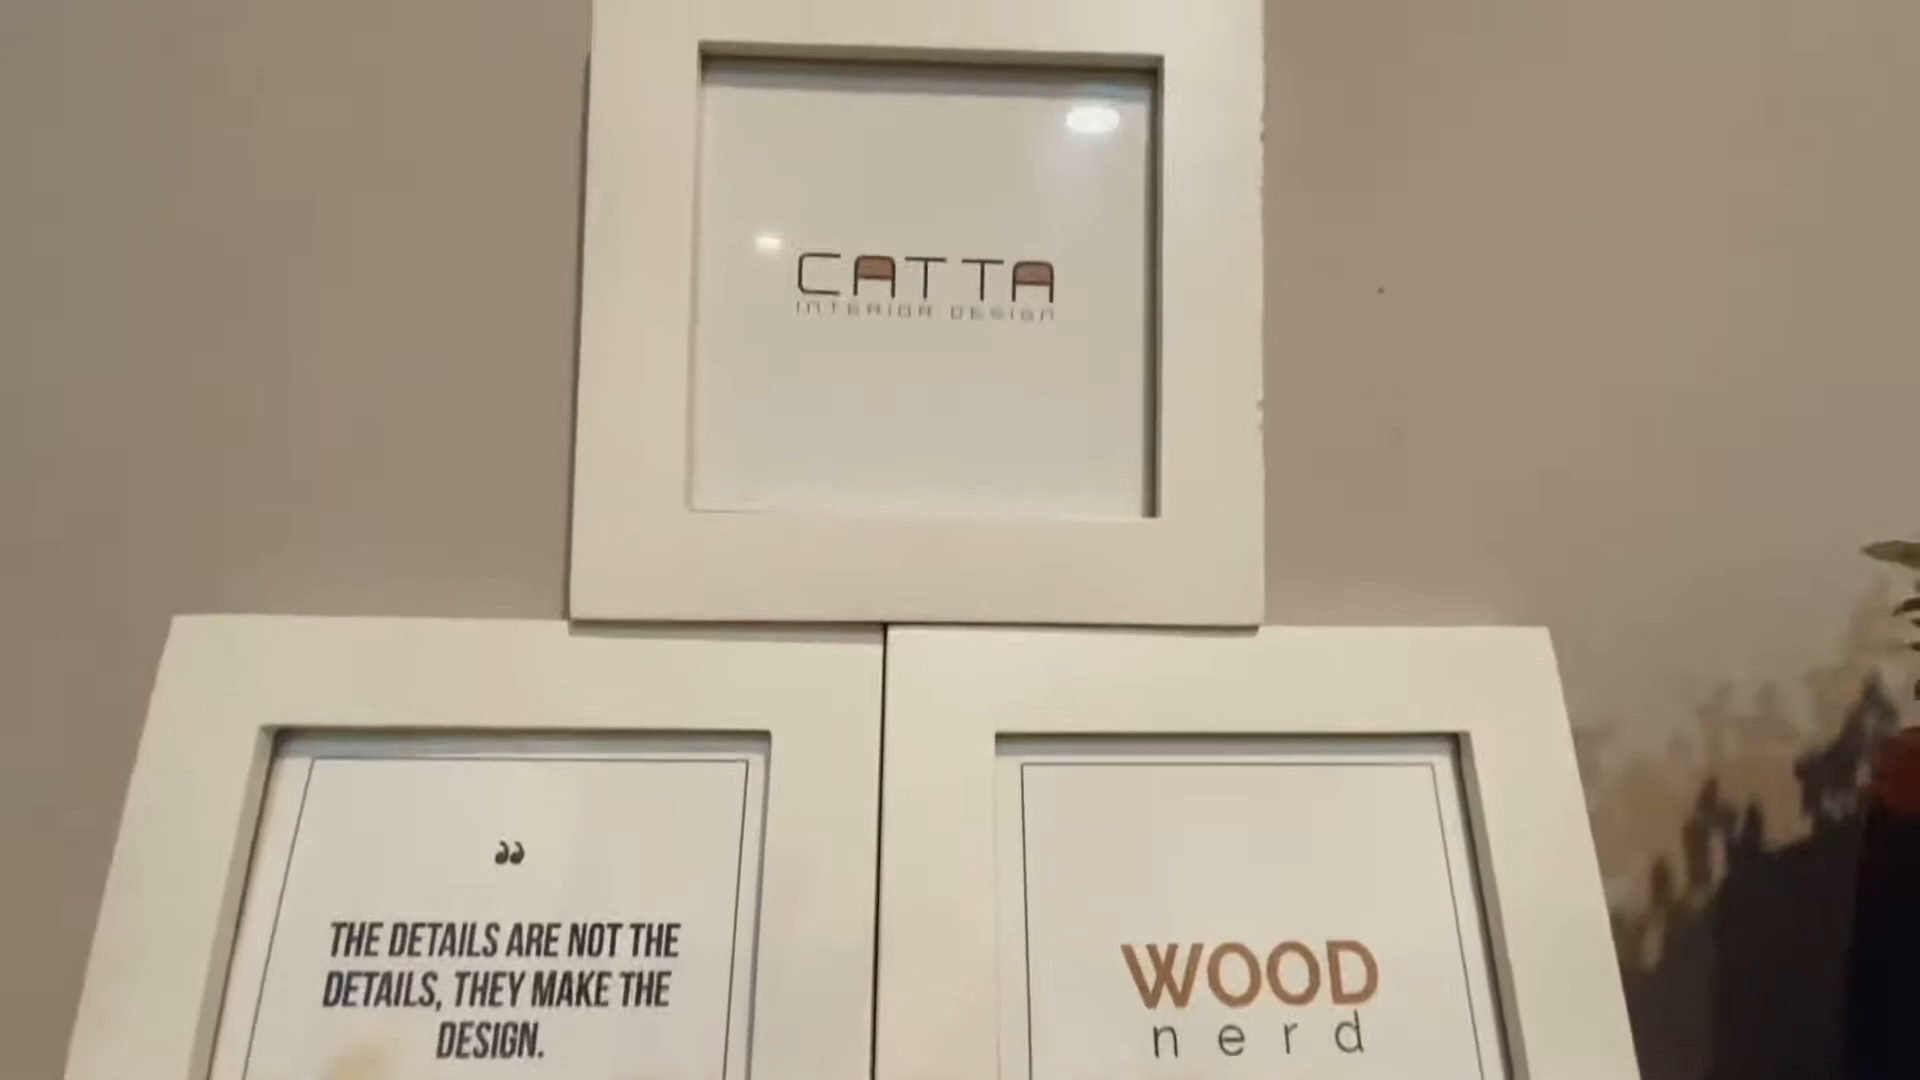 CATTA
INTERIOR DESIGN
"
THE DETAILS ARE NOT THE
DETAILS, THEY MAKE THE
DESIGN.
WOOD
nerd